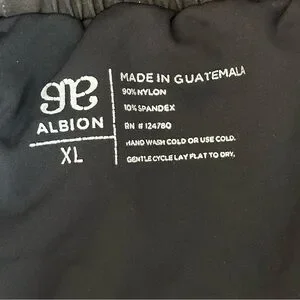 ALBION
XL
MADE IN GUATEMALA
90% NYLON
10% SPANDEX
RN # 124780
HAND WASH COLD OR USE COLD.
GENTLE CYCLE LAY FLAT TO DRY.